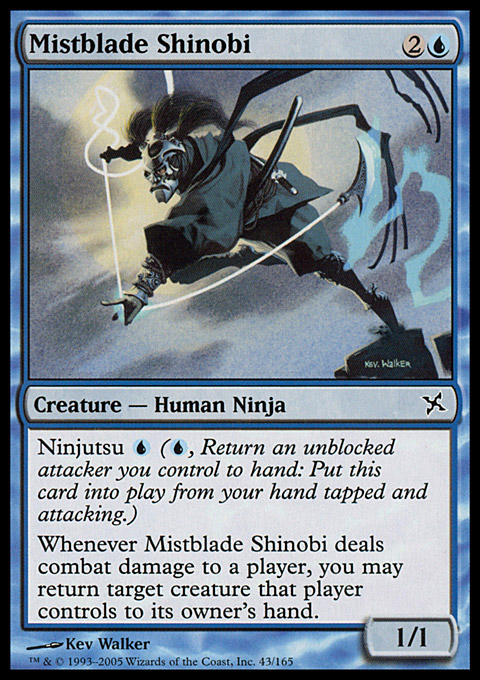 Mistblade Shinobi 2
KEV. WALKER
Creature — Human Ninja
Ninjutsu (, Return an unblocked
attacker you control to hand: Put this
card into play from your hand tapped and
attacking.)
Whenever Mistblade Shinobi deals
combat damage to a player, you may
return target creature that player
controls to its owner's hand.
Kev Walker
1/1
™ & © 1993–2005 Wizards of the Coast, Inc. 43/165